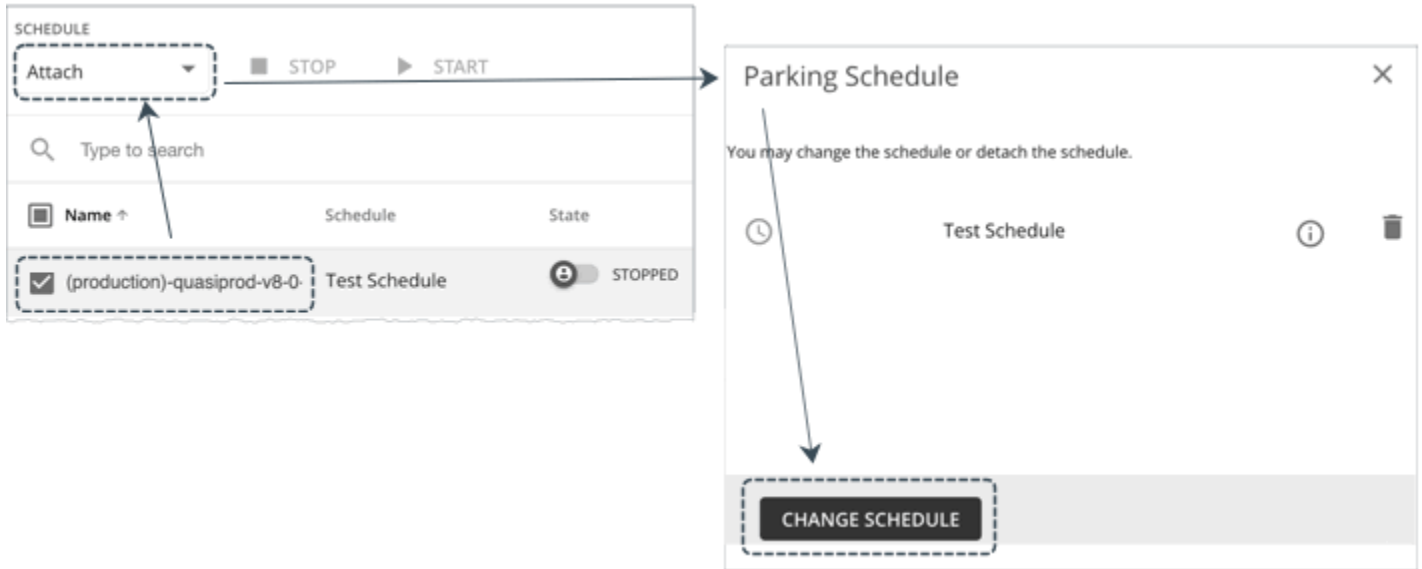 SCHEDULE
Attach STOP START
Type to search
Name ↑ Schedule State
(production)-quasiprod-v8-0- Test Schedule STOPPED
Parking Schedule
You may change the schedule or detach the schedule.
Test Schedule
CHANGE SCHEDULE